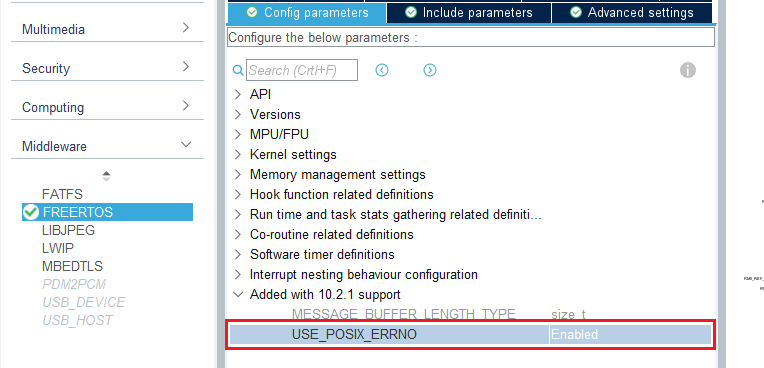 Config parameters
Include parameters
Advanced settings
Configure the below parameters :
Search (CrtI+F)
Multimedia
Security
Computing
Middleware
FATFS
FREERTOS
LIBJPEG
LWIP
MBEDTLS
PDM2PCM
USB_DEVICE
USB_HOST
API
Versions
MPU/FPU
Kernel settings
Memory management settings
Hook function related definitions
Run time and task stats gathering related definiti...
Co-routine related definitions
Software timer definitions
Interrupt nesting behaviour configuration
Added with 10.2.1 support
MESSAGE_BUFFER_LENGTH_TYPE size_t
USE_POSIX_ERRNO Enabled